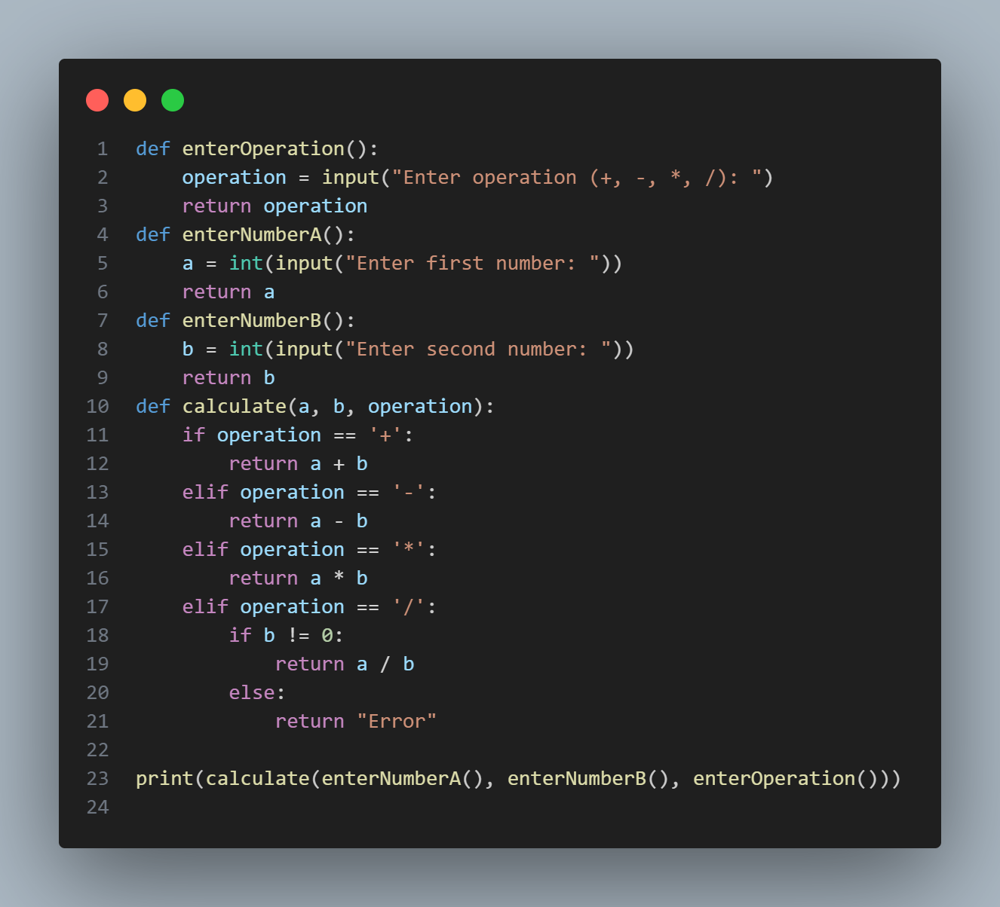 1 def enterOperation():
2     operation = input("Enter operation (+, -, *, /): ")
3     return operation
4 def enterNumberA():
5     a = int(input("Enter first number: "))
6     return a
7 def enterNumberB():
8     b = int(input("Enter second number: "))
9     return b
10 def calculate(a, b, operation):
11     if operation == '+':
12         return a + b
13     elif operation == '-':
14         return a - b
15     elif operation == '*':
16         return a * b
17     elif operation == '/':
18         if b != 0:
19             return a / b
20         else:
21             return "Error"
22
23 print(calculate(enterNumberA(), enterNumberB(), enterOperation()))
24